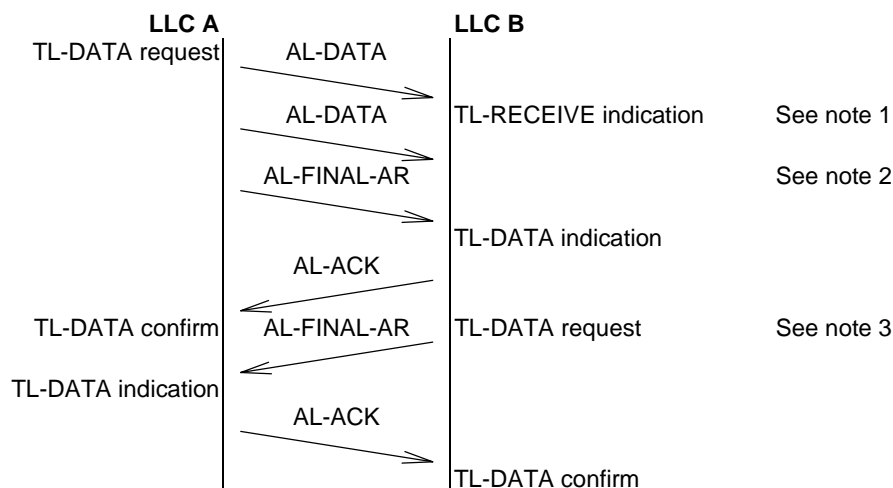 LLC A LLC B
TL-DATA request AL-DATA
AL-DATA TL-RECEIVE indication See note 1
AL-FINAL-AR See note 2
TL-DATA indication
AL-ACK
TL-DATA confirm AL-FINAL-AR TL-DATA request See note 3
TL-DATA indication
AL-ACK
TL-DATA confirm